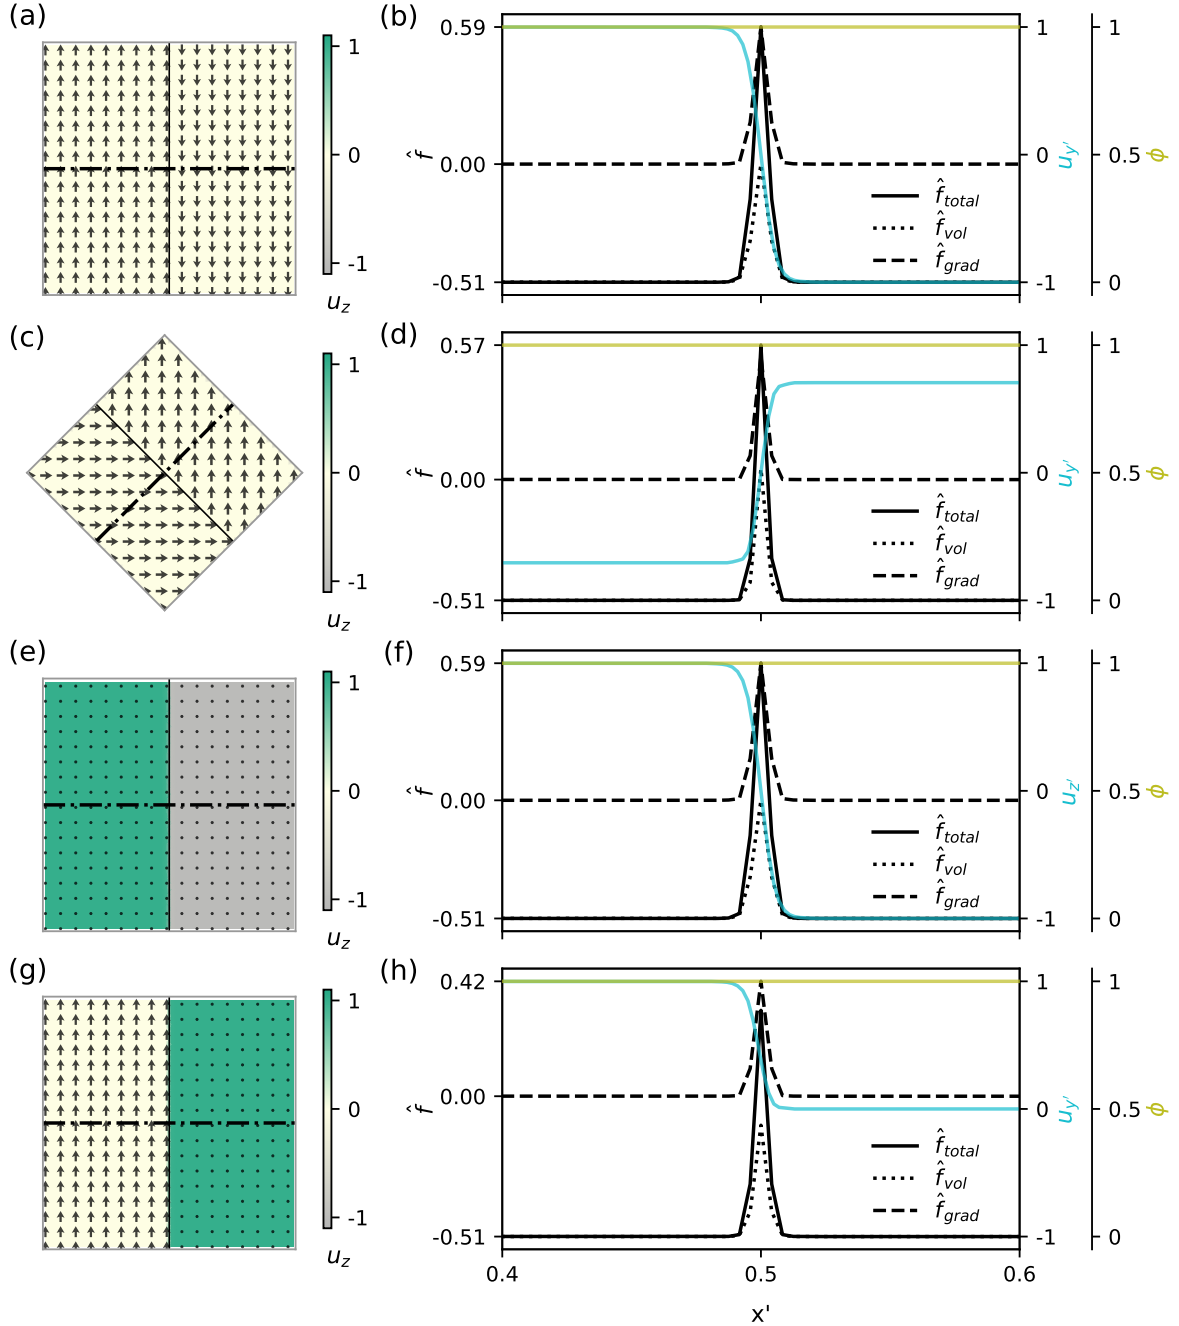 (a)
1
0
-1
u_z
(b)
0.59
0.00
-0.51
f̂
f̂_total
f̂_vol
f̂_grad
1
0
-1
u_y'
1
0.5
0
ϕ
(c)
1
0
-1
u_z
(d)
0.57
0.00
-0.51
f̂
f̂_total
f̂_vol
f̂_grad
1
0
-1
u_y'
1
0.5
0
ϕ
(e)
1
0
-1
u_z
(f)
0.59
0.00
-0.51
f̂
f̂_total
f̂_vol
f̂_grad
1
0
-1
u_z'
1
0.5
0
ϕ
(g)
1
0
-1
u_z
(h)
0.42
0.00
-0.51
f̂
f̂_total
f̂_vol
f̂_grad
1
0
-1
u_y'
1
0.5
0
ϕ
0.4
0.5
0.6
x'